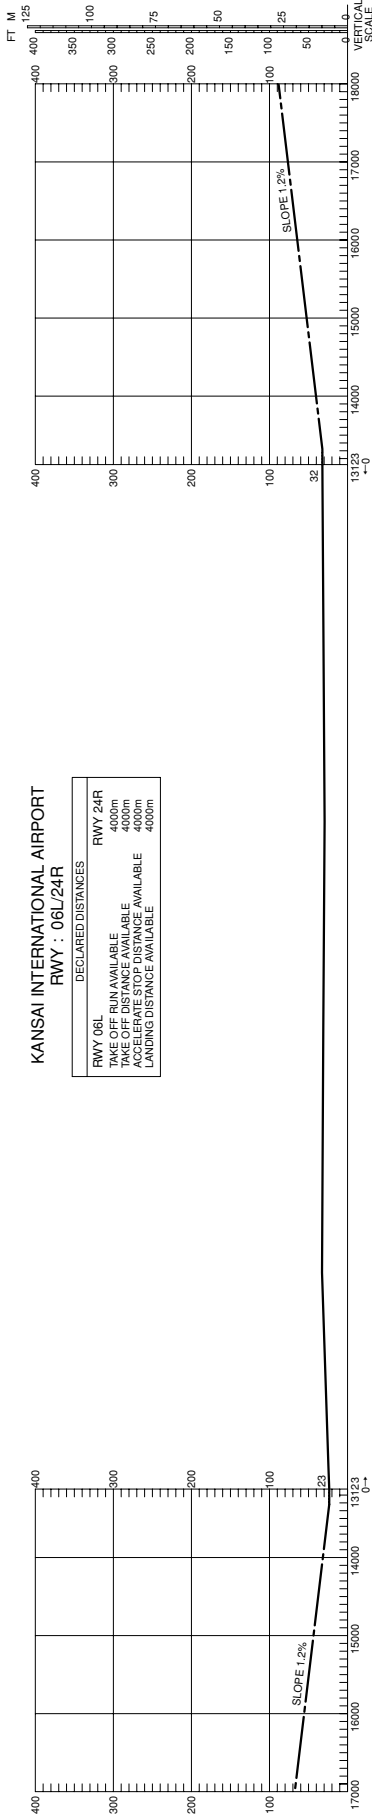 KANSAI INTERNATIONAL AIRPORT
RWY : 06L/24R
DECLARED DISTANCES
RWY 06L RWY 24R
TAKE OFF RUN AVAILABLE 4000m
TAKE OFF DISTANCE AVAILABLE 4000m
ACCELERATE STOP DISTANCE AVAILABLE 4000m
LANDING DISTANCE AVAILABLE 4000m
FT M
400 125
350 100
300
250 75
200
150 50
100
50 25
0 0
VERTICAL
SCALE
400 400 400
300 300 300
200 200 200
100 100 100
SLOPE 1.2% SLOPE 1.2%
23 32
17000 16000 15000 14000 13123 13123 14000 15000 16000 17000 18000
0→ ←0